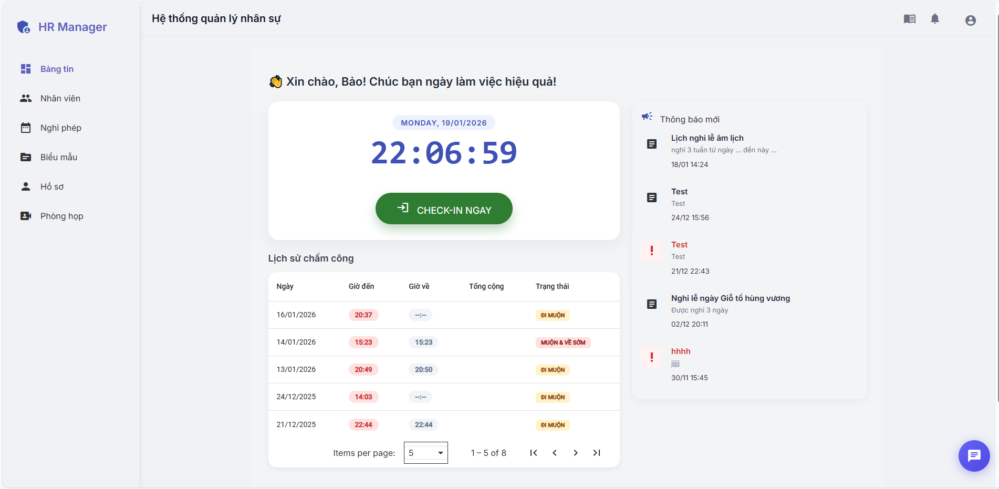 HR Manager
Hệ thống quản lý nhân sự
Bảng tin
Nhân viên
Nghỉ phép
Biểu mẫu
Hồ sơ
Phòng họp
Xin chào, Bảo! Chúc bạn ngày làm việc hiệu quả!
MONDAY, 19/01/2026
22:06:59
CHECK-IN NGAY
Lịch sử chấm công
Ngày Giờ đến Giờ về Tổng cộng Trạng thái
16/01/2026 20:37 --:-- ĐI MUỘN
14/01/2026 15:23 15:23 MUỘN & VỀ SỚM
13/01/2026 20:49 20:50 ĐI MUỘN
24/12/2025 14:03 --:-- ĐI MUỘN
21/12/2025 22:44 22:44 ĐI MUỘN
Items per page: 5 1 – 5 of 8
Thông báo mới
Lịch nghỉ lễ âm lịch
nghỉ 3 tuần từ ngày ... đến này ...
18/01 14:24
Test
Test
24/12 15:56
Test
Test
21/12 22:43
Nghỉ lễ ngày Giỗ tổ hùng vương
Được nghỉ 3 ngày
02/12 20:11
hhhh
jjjjj
30/11 15:45